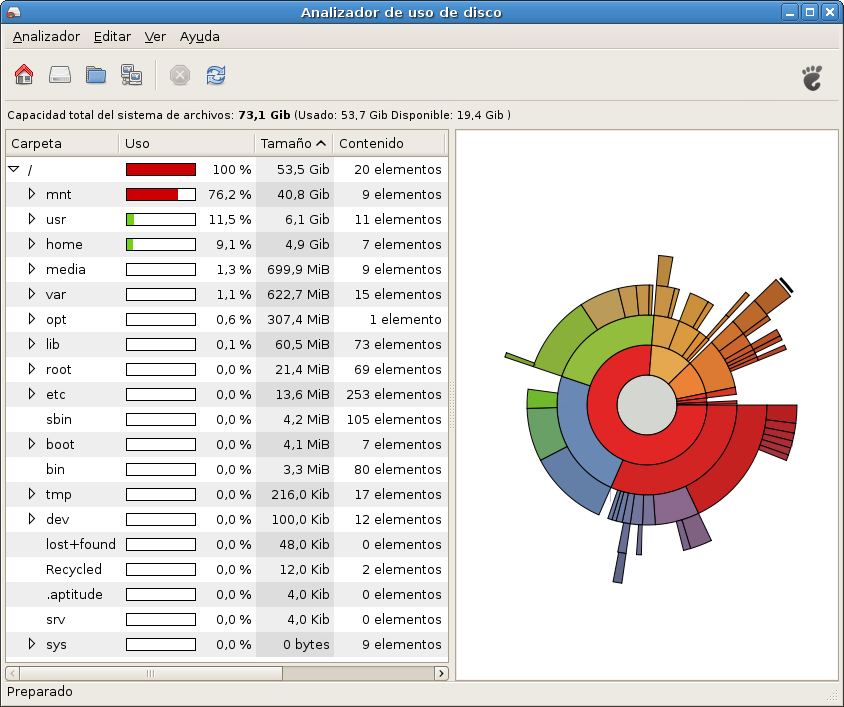 Analizador de uso de disco
Analizador Editar Ver Ayuda
Capacidad total del sistema de archivos: 73,1 Gib (Usado: 53,7 Gib Disponible: 19,4 Gib )
Carpeta Uso Tamaño Contenido
/ 100 % 53,5 Gib 20 elementos
mnt 76,2 % 40,8 Gib 9 elementos
usr 11,5 % 6,1 Gib 11 elementos
home 9,1 % 4,9 Gib 7 elementos
media 1,3 % 699,9 MiB 9 elementos
var 1,1 % 622,7 MiB 15 elementos
opt 0,6 % 307,4 MiB 1 elemento
lib 0,1 % 60,5 MiB 73 elementos
root 0,0 % 21,4 MiB 69 elementos
etc 0,0 % 13,6 MiB 253 elementos
sbin 0,0 % 4,2 MiB 105 elementos
boot 0,0 % 4,1 MiB 7 elementos
bin 0,0 % 3,3 MiB 80 elementos
tmp 0,0 % 216,0 Kib 17 elementos
dev 0,0 % 100,0 Kib 12 elementos
lost+found 0,0 % 48,0 Kib 0 elementos
Recycled 0,0 % 12,0 Kib 2 elementos
.aptitude 0,0 % 4,0 Kib 0 elementos
srv 0,0 % 4,0 Kib 0 elementos
sys 0,0 % 0 bytes 9 elementos
Preparado